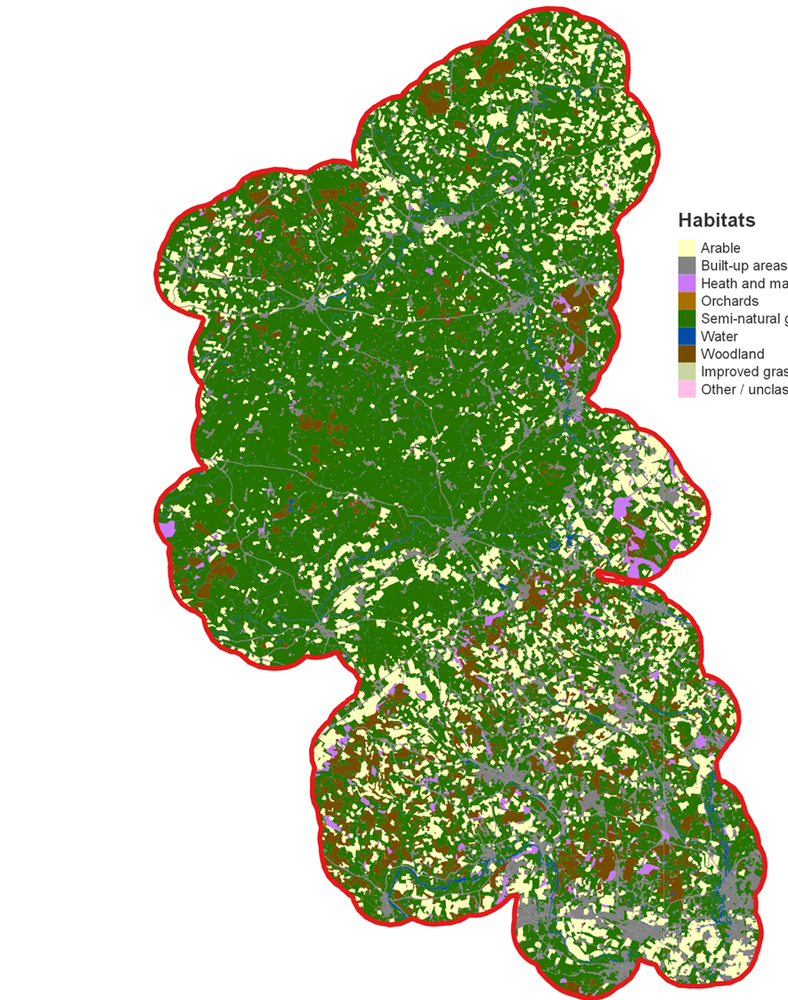 Habitats
Arable
Built-up areas
Heath and ma
Orchards
Semi-natural g
Water
Woodland
Improved gras
Other / unclas